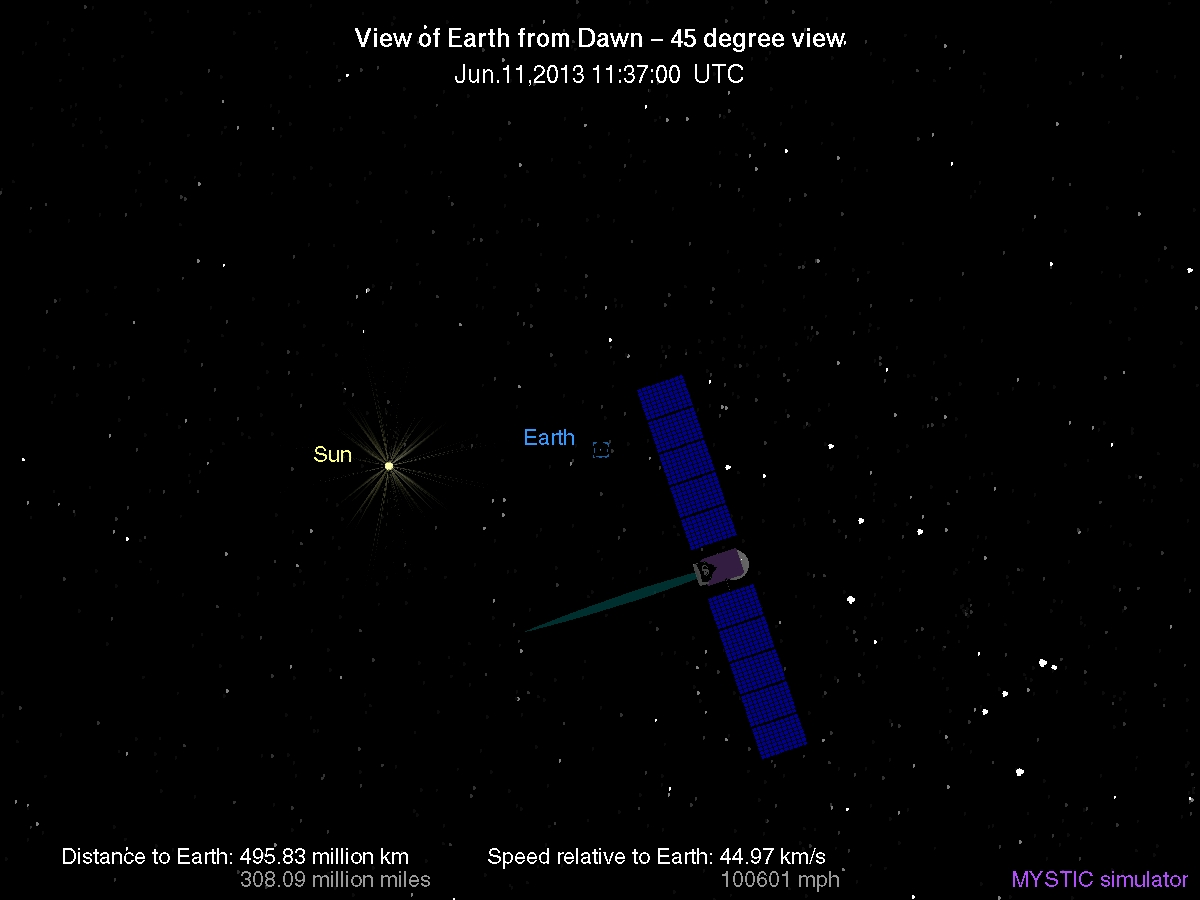 View of Earth from Dawn – 45 degree view
Jun.11,2013 11:37:00 UTC
Earth
Sun
Distance to Earth: 495.83 million km
308.09 million miles
Speed relative to Earth: 44.97 km/s
100601 mph
MYSTIC simulator